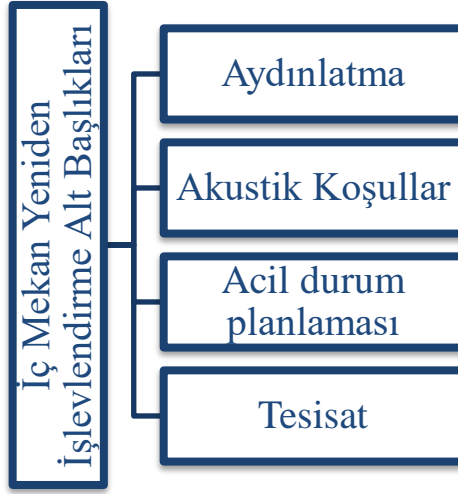 İç Mekan Yeniden
İşlevlendirme Alt Başlıkları
Aydınlatma
Akustik Koşullar
Acil durum
planlaması
Tesisat